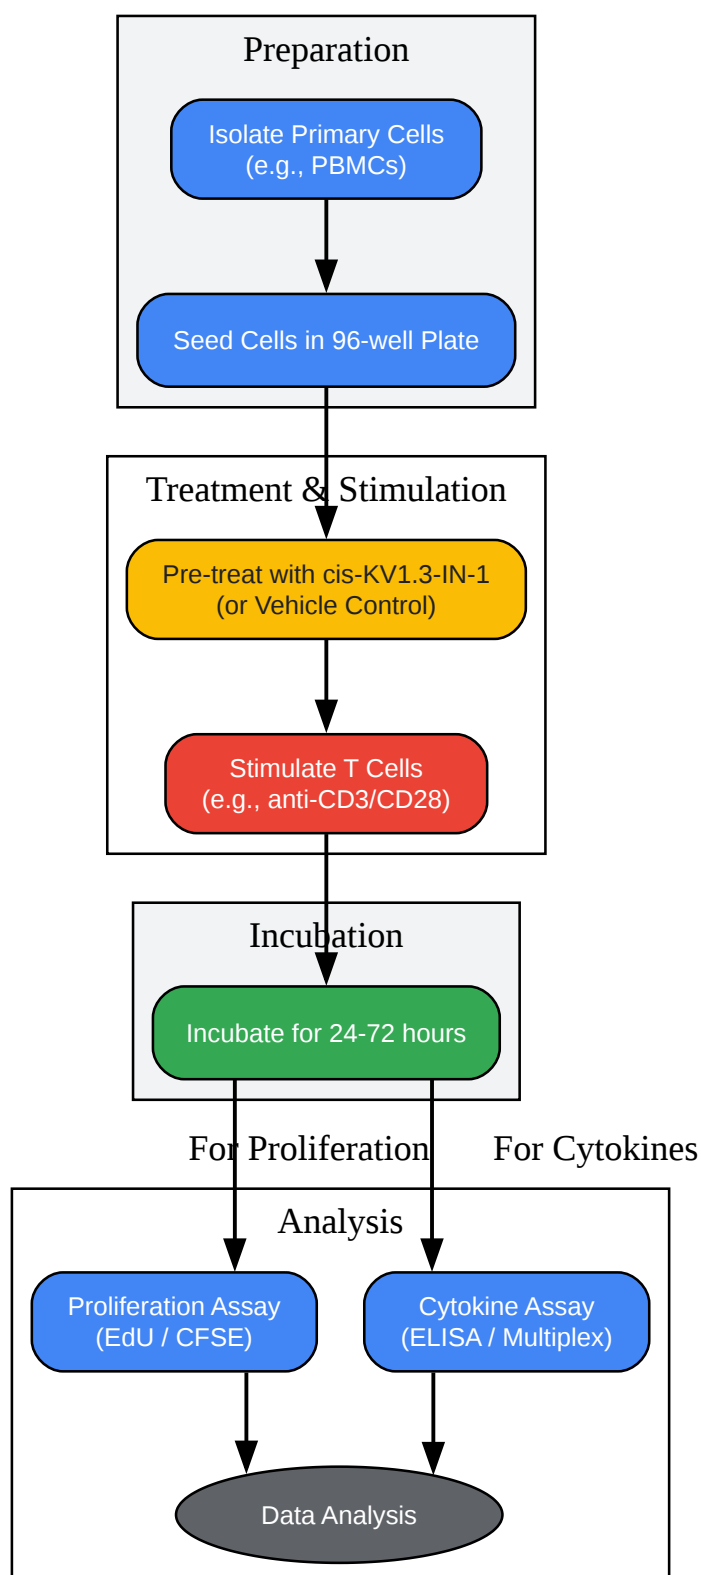 Preparation
Isolate Primary Cells
(e.g., PBMCs)
Seed Cells in 96-well Plate
Treatment & Stimulation
Pre-treat with cis-KV1.3-IN-1
(or Vehicle Control)
Stimulate T Cells
(e.g., anti-CD3/CD28)
Incubation
Incubate for 24-72 hours
For Proliferation
For Cytokines
Analysis
Proliferation Assay
(EdU / CFSE)
Cytokine Assay
(ELISA / Multiplex)
Data Analysis